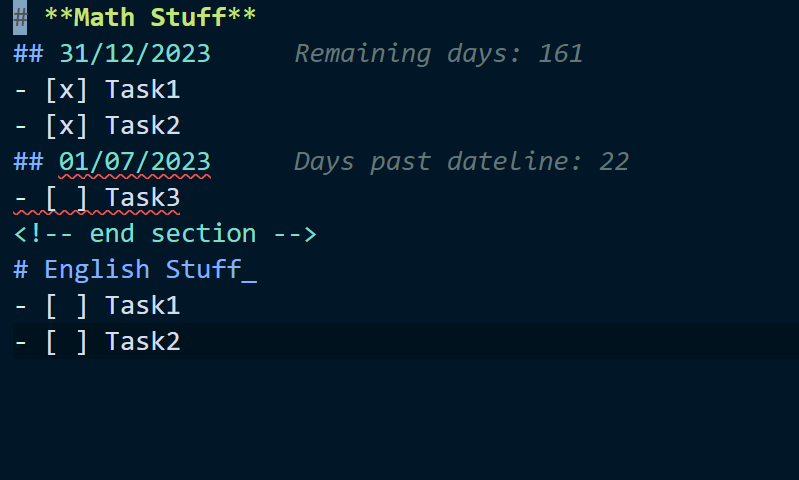 # **Math Stuff**
## 31/12/2023 Remaining days: 161
- [x] Task1
- [x] Task2
## 01/07/2023 Days past dateline: 22
- [ ] Task3
<!-- end section -->
# English Stuff_
- [ ] Task1
- [ ] Task2